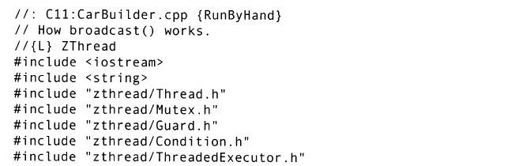 //: C11:CarBuilder.cpp {RunByHand}
// How broadcast() works.
//{L} ZThread
#include <iostream>
#include <string>
#include "zthread/Thread.h"
#include "zthread/Mutex.h"
#include "zthread/Guard.h"
#include "zthread/Condition.h"
#include "zthread/ThreadedExecutor.h"